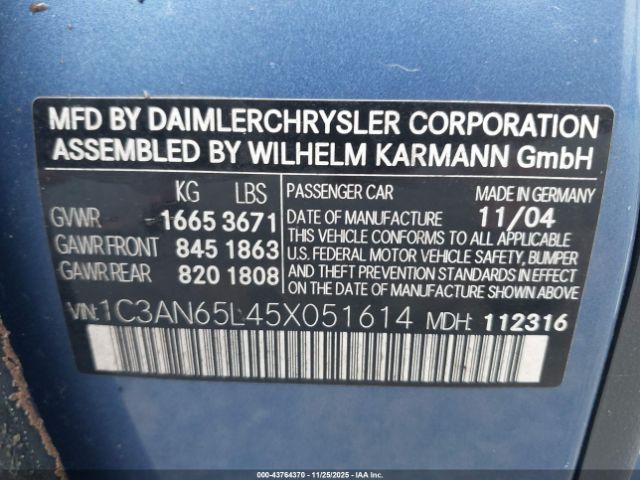 MFD BY DAIMLERCHRYSLER CORPORATION
ASSEMBLED BY WILHELM KARMANN GmbH
KG LBS
GVWR 1665 3671
GAWR FRONT 845 1863
GAWR REAR 820 1808
PASSENGER CAR MADE IN GERMANY
DATE OF MANUFACTURE 11/04
THIS VEHICLE CONFORMS TO ALL APPLICABLE
U.S. FEDERAL MOTOR VEHICLE SAFETY, BUMPER,
AND THEFT PREVENTION STANDARDS IN EFFECT
ON THE DATE OF MANUFACTURE SHOWN ABOVE.
VIN: 1C3AN65L45X051614 MDH: 112316
000-43764370 - 11/25/2025 - IAA Inc.